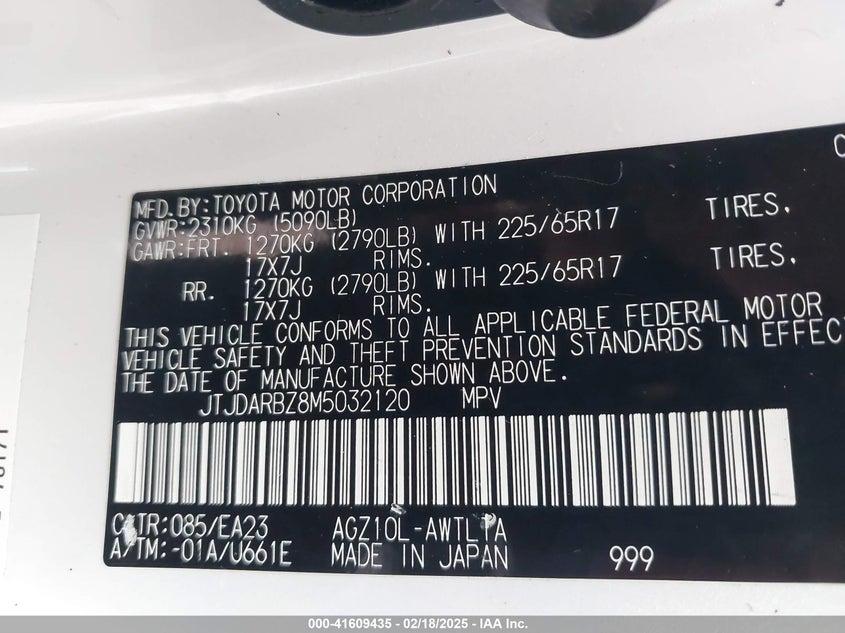 MFD.BY:TOYOTA MOTOR CORPORATION
GVWR:2310KG (5090LB)
GAWR:FRT. 1270KG (2790LB) WITH 225/65R17 TIRES,
17X7J RIMS.
RR. 1270KG (2790LB) WITH 225/65R17 TIRES,
17X7J RIMS.
THIS VEHICLE CONFORMS TO ALL APPLICABLE FEDERAL MOTOR
VEHICLE SAFETY AND THEFT PREVENTION STANDARDS IN EFFEC
THE DATE OF MANUFACTURE SHOWN ABOVE.
JTJDARBZ8M5032120 MPV
C/TR:085/EA23 AGZ10L-AWTLTA
A/TM:-01A/U661E MADE IN JAPAN 999
000-41609435 - 02/18/2025 - IAA Inc.